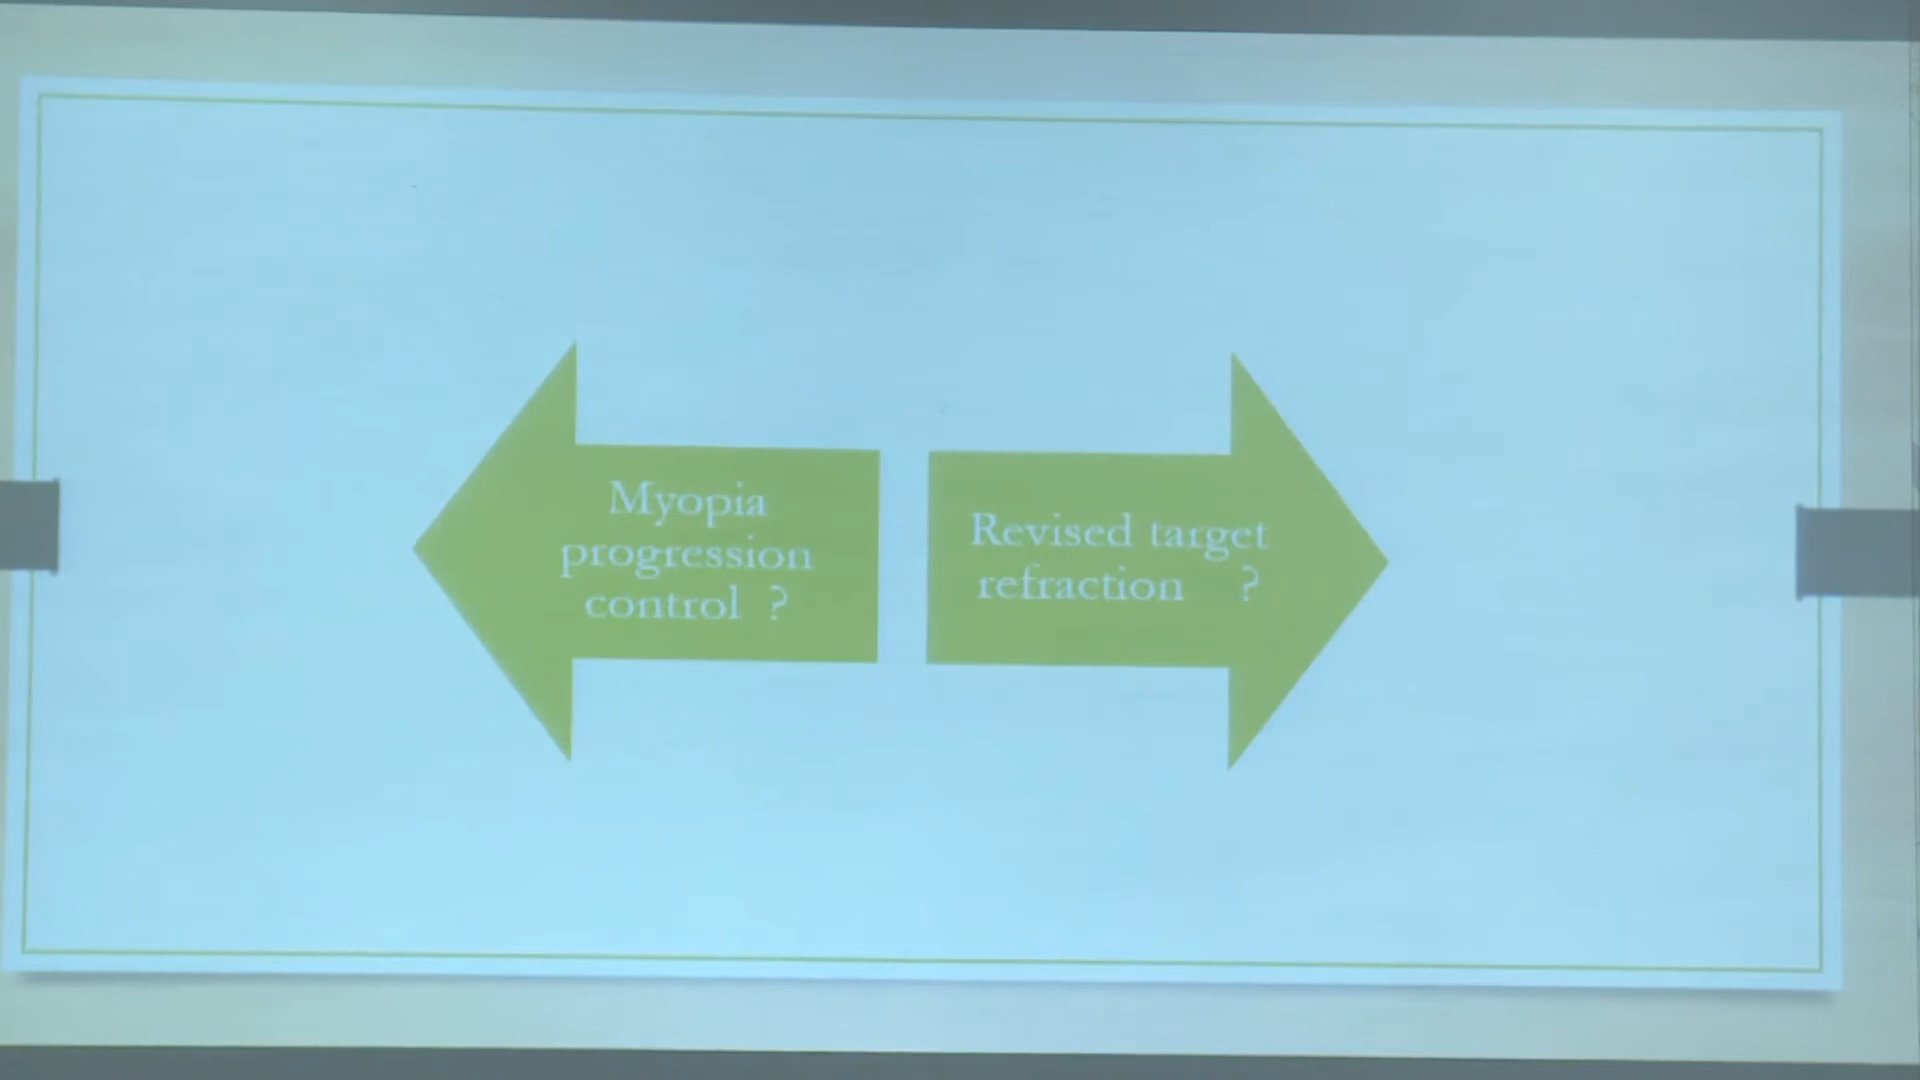 Myopia
progression
control ?
Revised target
refraction ?